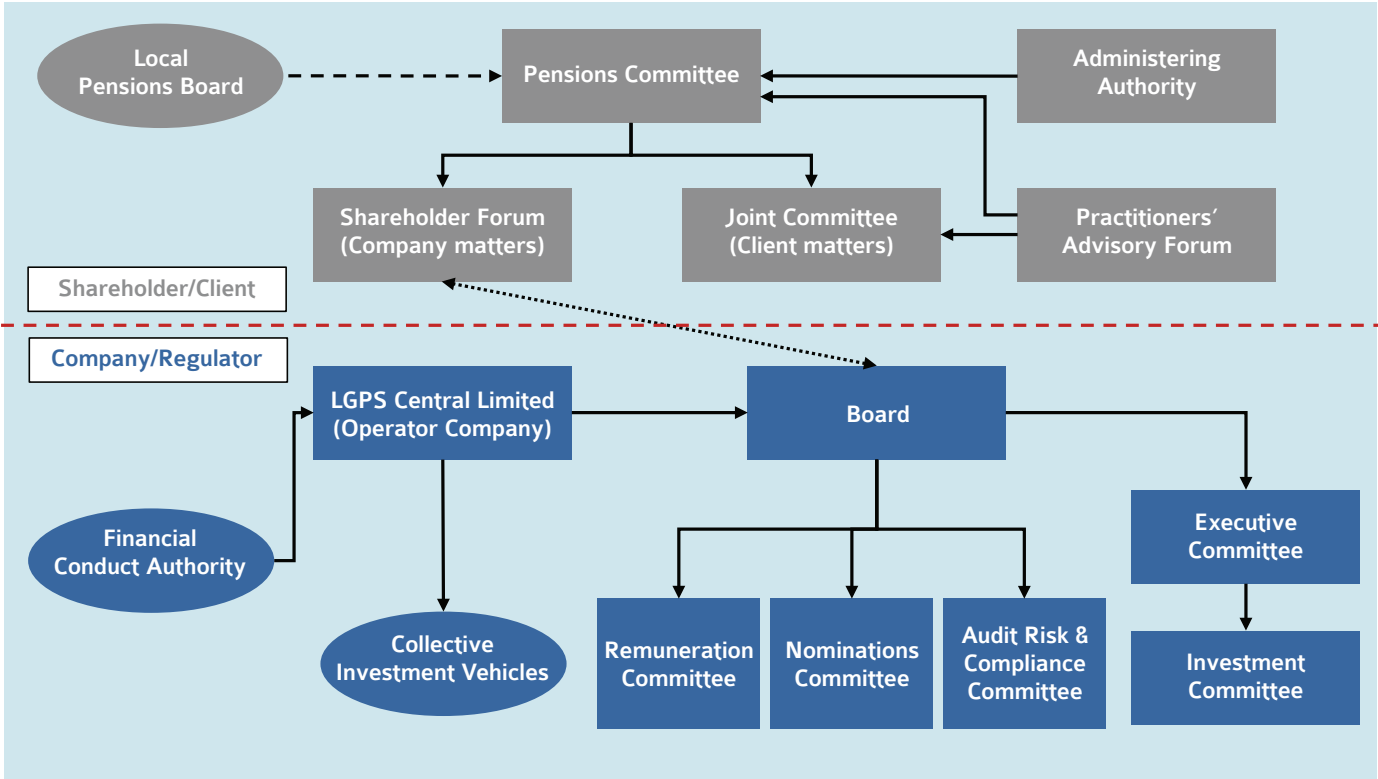 Local
Pensions Board
Pensions Committee
Administering
Authority
Shareholder Forum
(Company matters)
Joint Committee
(Client matters)
Practitioners’
Advisory Forum
Shareholder/Client
Company/Regulator
LGPS Central Limited
(Operator Company)
Board
Financial
Conduct Authority
Executive
Committee
Collective
Investment Vehicles
Remuneration
Committee
Nominations
Committee
Audit Risk &
Compliance
Committee
Investment
Committee